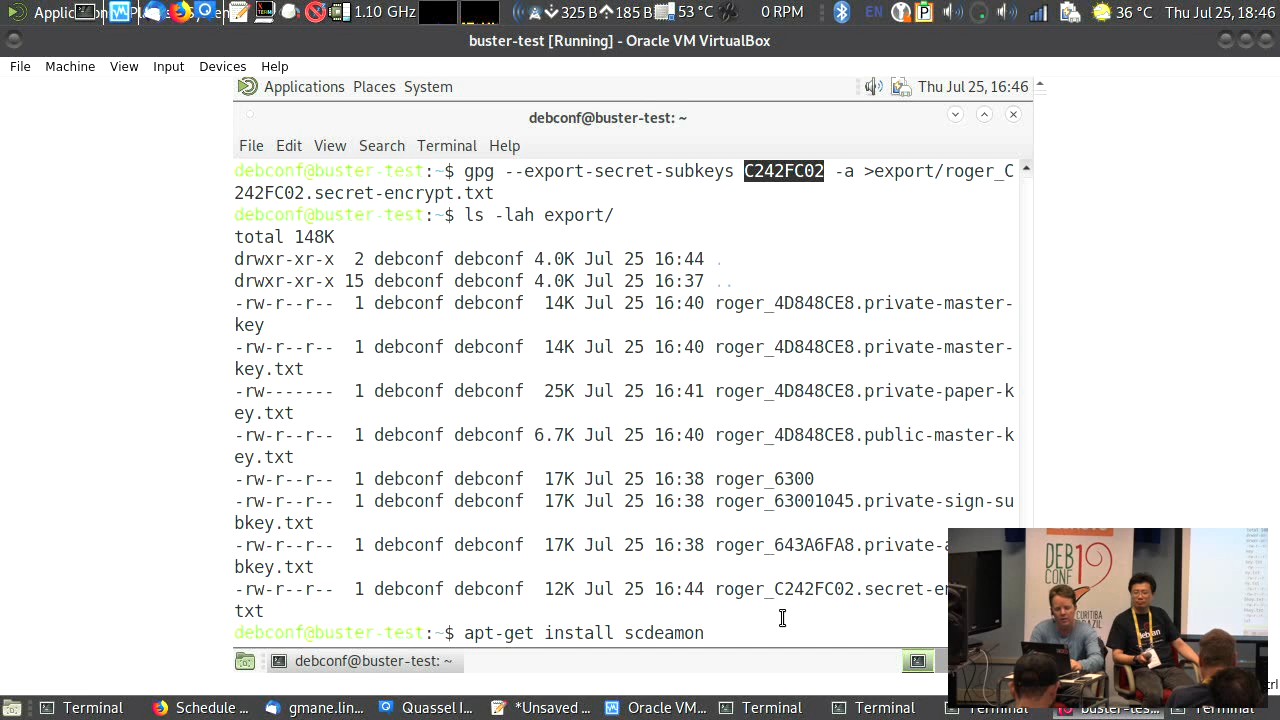 Application
1.10 GHz
325 B
185 B
53°C
0 RPM
EN
36 °C
Thu Jul 25, 18:46
buster-test [Running] - Oracle VM VirtualBox
File Machine View Input Devices Help
Applications Places System
Thu Jul 25, 16:46
debconf@buster-test: ~
File Edit View Search Terminal Help
debconf@buster-test:~$ gpg --export-secret-subkeys C242FC02 -a >export/roger_C
242FC02.secret-encrypt.txt
debconf@buster-test:~$ ls -lah export/
total 148K
drwxr-xr-x 2 debconf debconf 4.0K Jul 25 16:44 .
drwxr-xr-x 15 debconf debconf 4.0K Jul 25 16:37 ..
-rw-r--r-- 1 debconf debconf 14K Jul 25 16:40 roger_4D848CE8.private-master-
key
-rw-r--r-- 1 debconf debconf 14K Jul 25 16:40 roger_4D848CE8.private-master-
key.txt
-rw------- 1 debconf debconf 25K Jul 25 16:41 roger_4D848CE8.private-paper-k
ey.txt
-rw-r--r-- 1 debconf debconf 6.7K Jul 25 16:40 roger_4D848CE8.public-master-k
ey.txt
-rw-r--r-- 1 debconf debconf 17K Jul 25 16:38 roger_6300
-rw-r--r-- 1 debconf debconf 17K Jul 25 16:38 roger_63001045.private-sign-su
bkey.txt
-rw-r--r-- 1 debconf debconf 17K Jul 25 16:38 roger_643A6FA8.private-a
bkey.txt
-rw-r--r-- 1 debconf debconf 12K Jul 25 16:44 roger_C242FC02.secret-en
txt
debconf@buster-test:~$ apt-get install scdeamon
debconf@buster-test: ~
DEB
CONF 19
CURITIBA
BRAZIL
Terminal
Schedule ...
gmane.lin...
Quassel I...
*Unsaved ...
Oracle VM...
Terminal
Terminal
Terminal
buster-tes...
Terminal